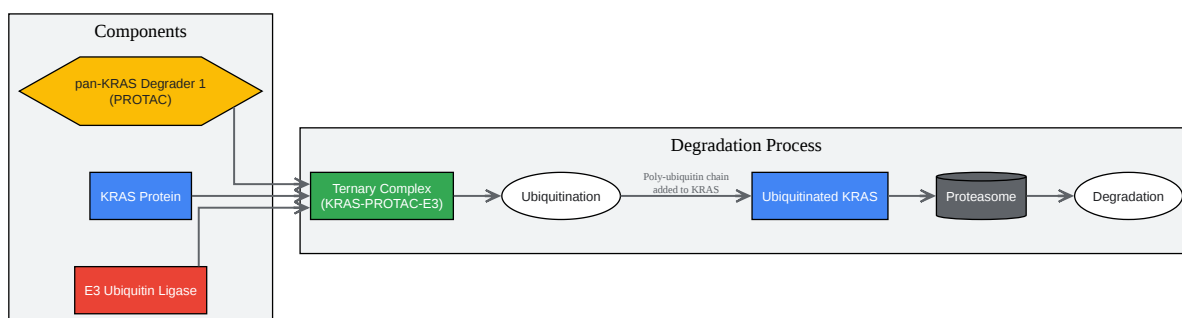 Components
pan-KRAS Degrader 1
(PROTAC)
KRAS Protein
E3 Ubiquitin Ligase
Degradation Process
Ternary Complex
(KRAS-PROTAC-E3)
Ubiquitination
Poly-ubiquitin chain
added to KRAS
Ubiquitinated KRAS
Proteasome
Degradation